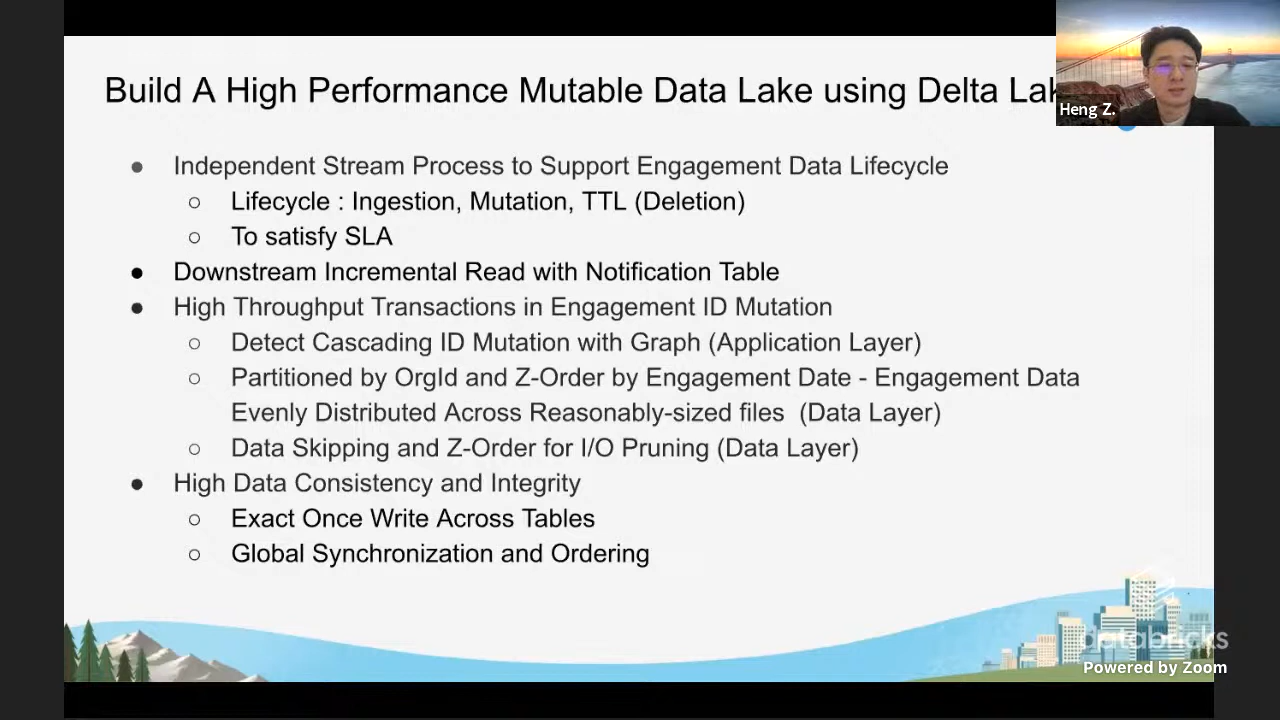 Build A High Performance Mutable Data Lake using Delta Lak
Heng Z.
● Independent Stream Process to Support Engagement Data Lifecycle
○ Lifecycle : Ingestion, Mutation, TTL (Deletion)
○ To satisfy SLA
● Downstream Incremental Read with Notification Table
● High Throughput Transactions in Engagement ID Mutation
○ Detect Cascading ID Mutation with Graph (Application Layer)
○ Partitioned by OrgId and Z-Order by Engagement Date - Engagement Data
Evenly Distributed Across Reasonably-sized files (Data Layer)
○ Data Skipping and Z-Order for I/O Pruning (Data Layer)
● High Data Consistency and Integrity
○ Exact Once Write Across Tables
○ Global Synchronization and Ordering
databricks
Powered by Zoom